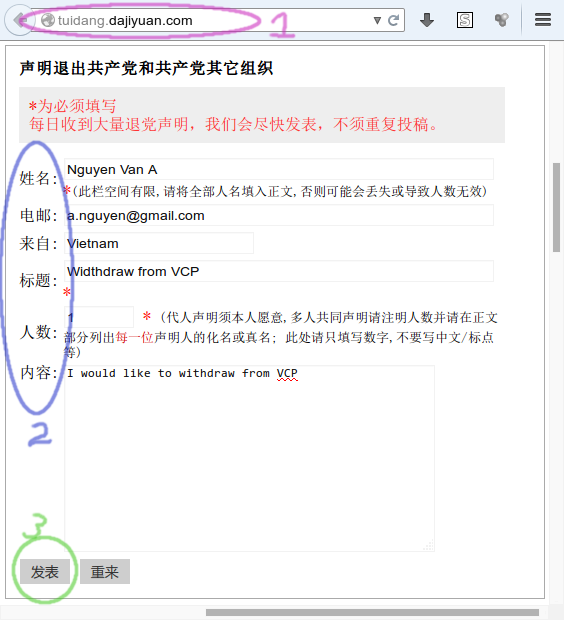 tuidang.dajiyuan.com
1
S
声明退出共产党和共产党其它组织
*为必须填写
每日收到大量退党声明，我们会尽快发表，不须重复投稿。
姓名: Nguyen Van A
*(此栏空间有限,请将全部人名填入正文,否则可能会丢失或导致人数无效)
电邮: a.nguyen@gmail.com
来自: Vietnam
标题: Widthdraw from VCP
*
人数: 1 * (代人声明须本人愿意,多人共同声明请注明人数并请在正文
部分列出每一位声明人的化名或真名; 此处请只填写数字,不要写中文/标点
等)
内容: I would like to withdraw from VCP
2
3
发表 重来